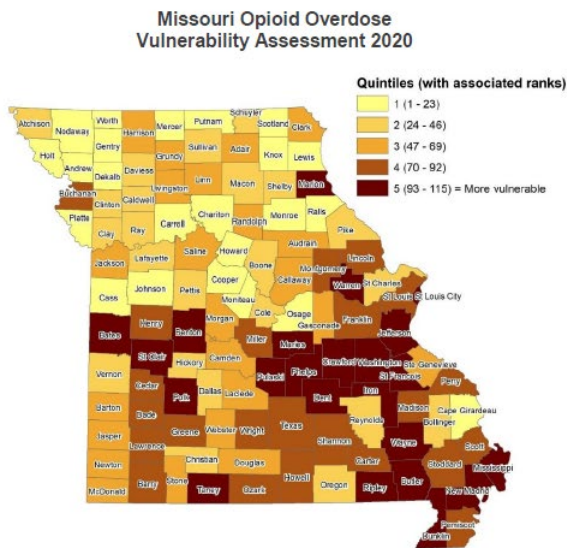 Missouri Opioid Overdose
Vulnerability Assessment 2020
Quintiles (with associated ranks)
1 (1 - 23)
2 (24 - 46)
3 (47 - 69)
4 (70 - 92)
5 (93 - 115) = More vulnerable
Atchison
Nodaway
Worth
Harrison
Mercer
Putnam
Schuyler
Scotland
Clark
Holt
Gentry
Sullivan
Adair
Knox
Lewis
Andrew
Dekalb
Daviess
Grundy
Linn
Macon
Shelby
Marion
Buchanan
Clinton
Caldwell
Livingston
Platte
Clay
Ray
Carroll
Chariton
Randolph
Monroe
Ralls
Pike
Jackson
Lafayette
Saline
Howard
Boone
Audrain
Lincoln
Montgomery
Callaway
Warren
St Charles
Cass
Johnson
Pettis
Cooper
Moniteau
Cole
Osage
Gasconade
Franklin
St Louis
St Louis City
Jefferson
Bates
Henry
Benton
Morgan
Miller
Maries
St Clair
Hickory
Camden
Pulaski
Phelps
Crawford
Washington
Ste Genevieve
St Francois
Perry
Vernon
Cedar
Polk
Dallas
Laclede
Dent
Iron
Madison
Cape Girardeau
Bollinger
Barton
Dade
Greene
Webster
Wright
Texas
Reynolds
Wayne
Scott
Jasper
Lawrence
Shannon
Carter
Stoddard
Mississippi
Newton
Christian
Douglas
Howell
Butler
New Madrid
McDonald
Barry
Stone
Taney
Ozark
Oregon
Ripley
Dunklin
Pemiscot